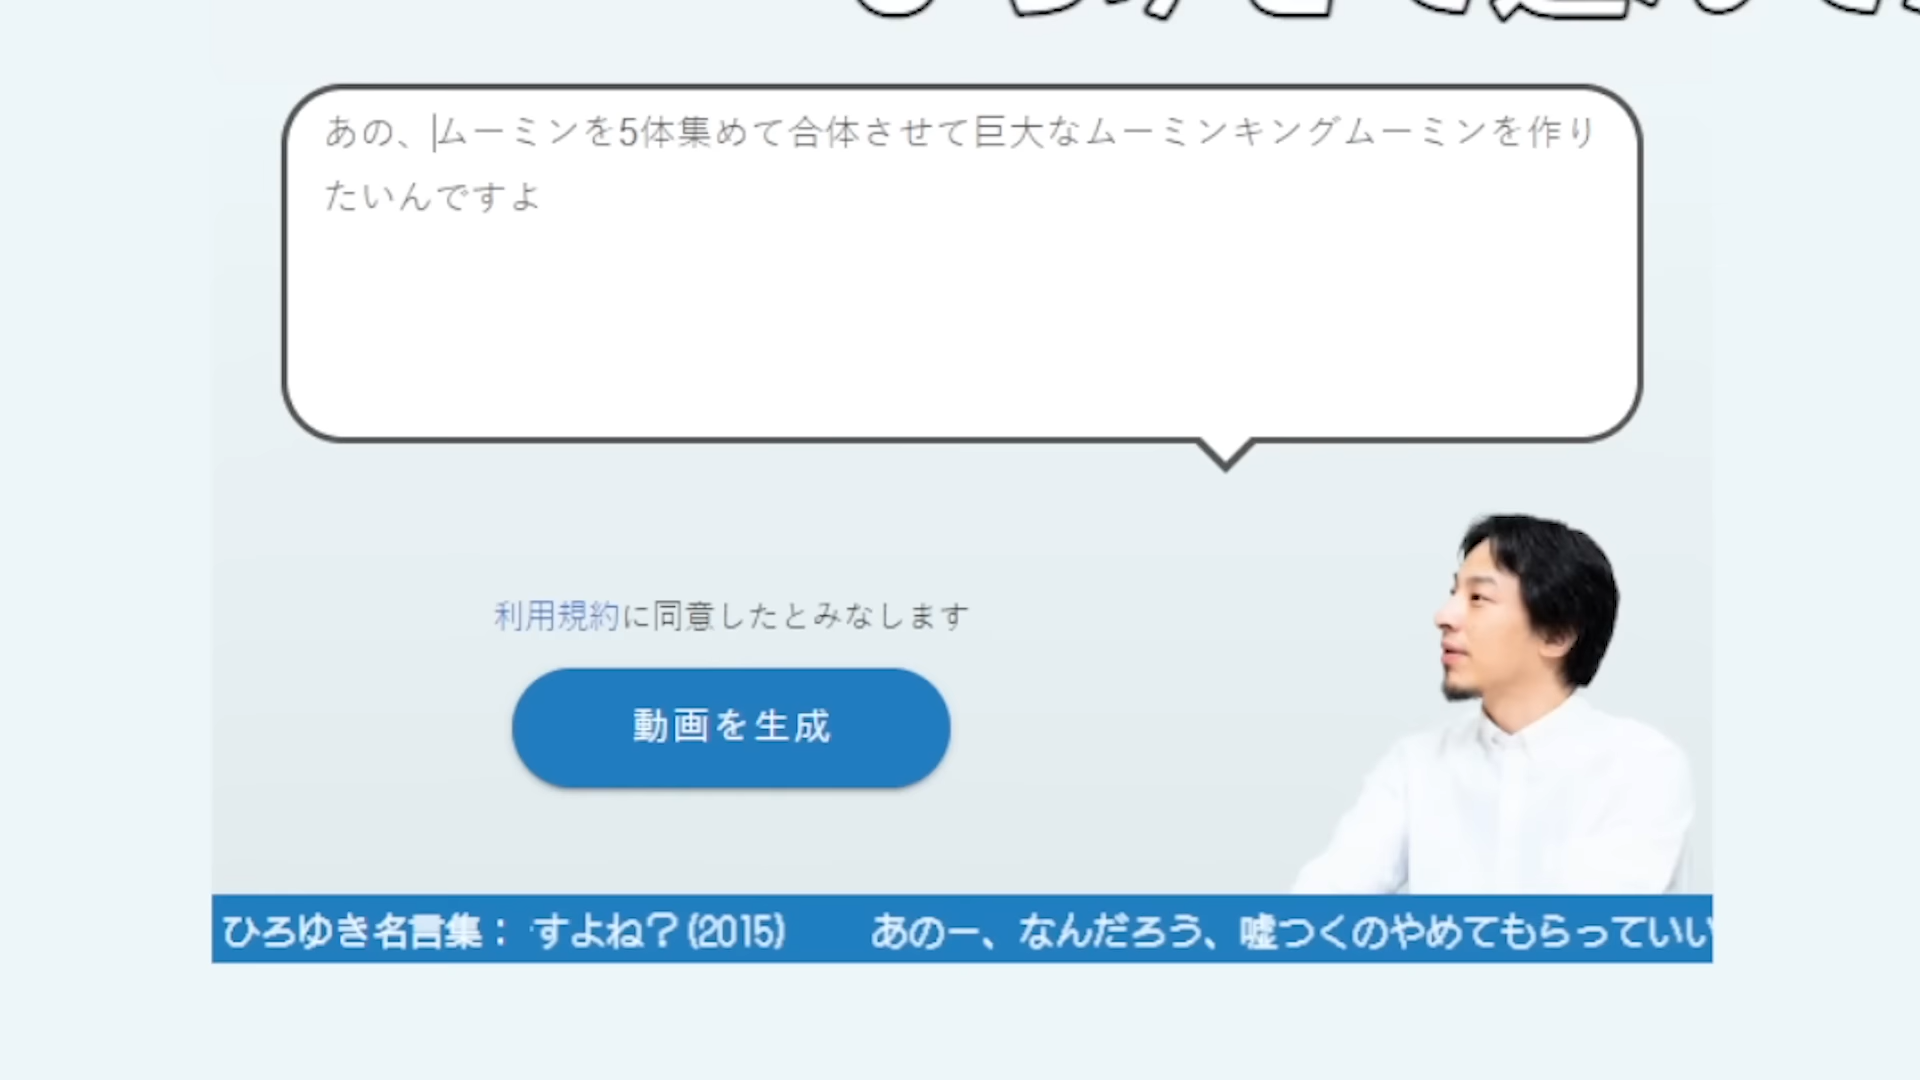 あの、ムーミンを5体集めて合体させて巨大なムーミンキングムーミンを作り
たいんですよ
利用規約に同意したとみなします
動画を生成
ひろゆき名言集： すよね？(2015) あのー、なんだろう、嘘つくのやめてもらっていい